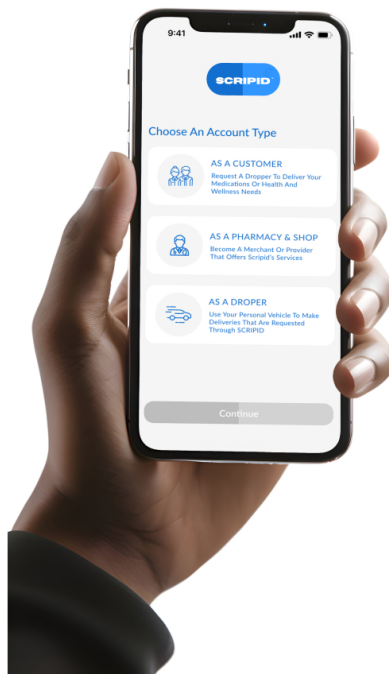 9:41
SCRIPID
Choose An Account Type
AS A CUSTOMER
Request A Dropper To Deliver Your
Medications Or Health And
Wellness Needs
AS A PHARMACY & SHOP
Become A Merchant Or Provider
That Offers Scripid's Services
AS A DROPER
Use Your Personal Vehicle To Make
Deliveries That Are Requested
Through SCRIPID
Continue